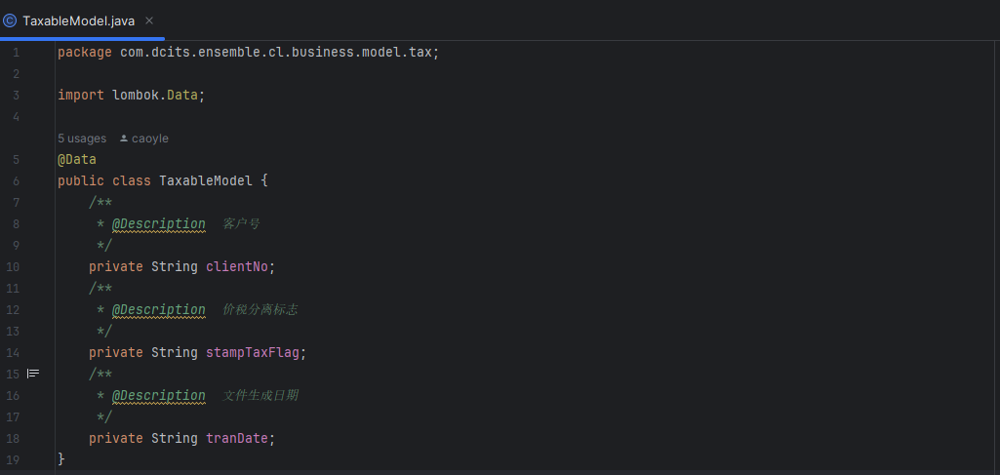 TaxableModel.java
1 package com.dcits.ensemble.cl.business.model.tax;
2
3 import lombok.Data;
4
5 usages caoyle
5 @Data
6 public class TaxableModel {
7 /**
8 * @Description 客户号
9 */
10 private String clientNo;
11 /**
12 * @Description 价税分离标志
13 */
14 private String stampTaxFlag;
15 /**
16 * @Description 文件生成日期
17 */
18 private String tranDate;
19 }